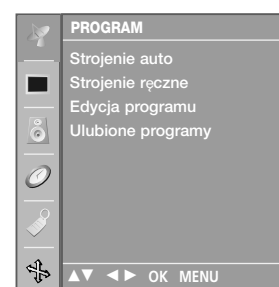 PROGRAM
Strojenie auto
Strojenie ręczne
Edycja programu
Ulubione programy
▲▼ ◄► OK MENU